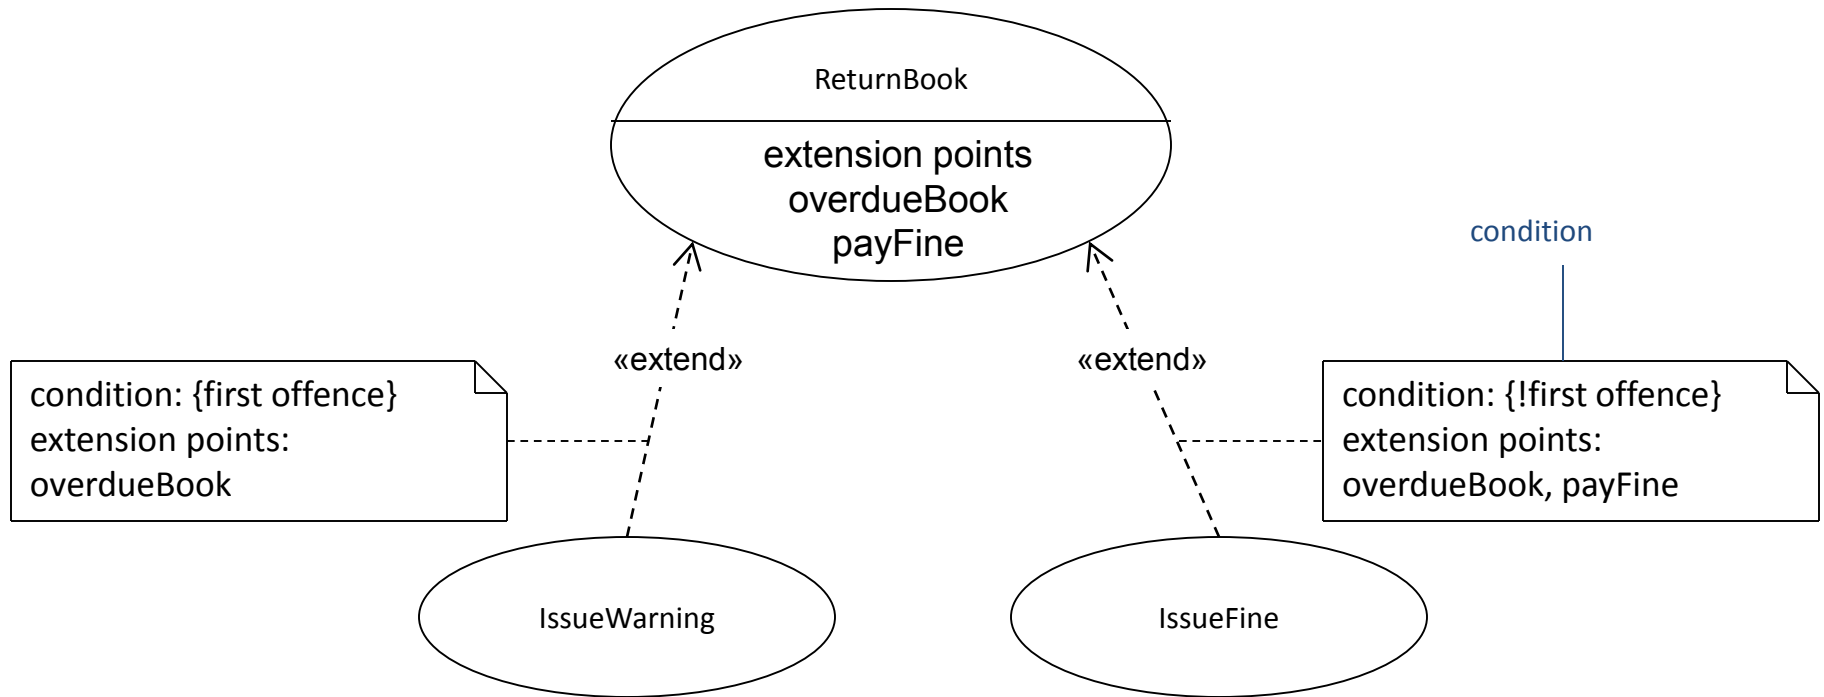 ReturnBook
extension points
overdueBook
payFine
condition
«extend»
«extend»
condition: {first offence}
extension points:
overdueBook
condition: {!first offence}
extension points:
overdueBook, payFine
IssueWarning
IssueFine